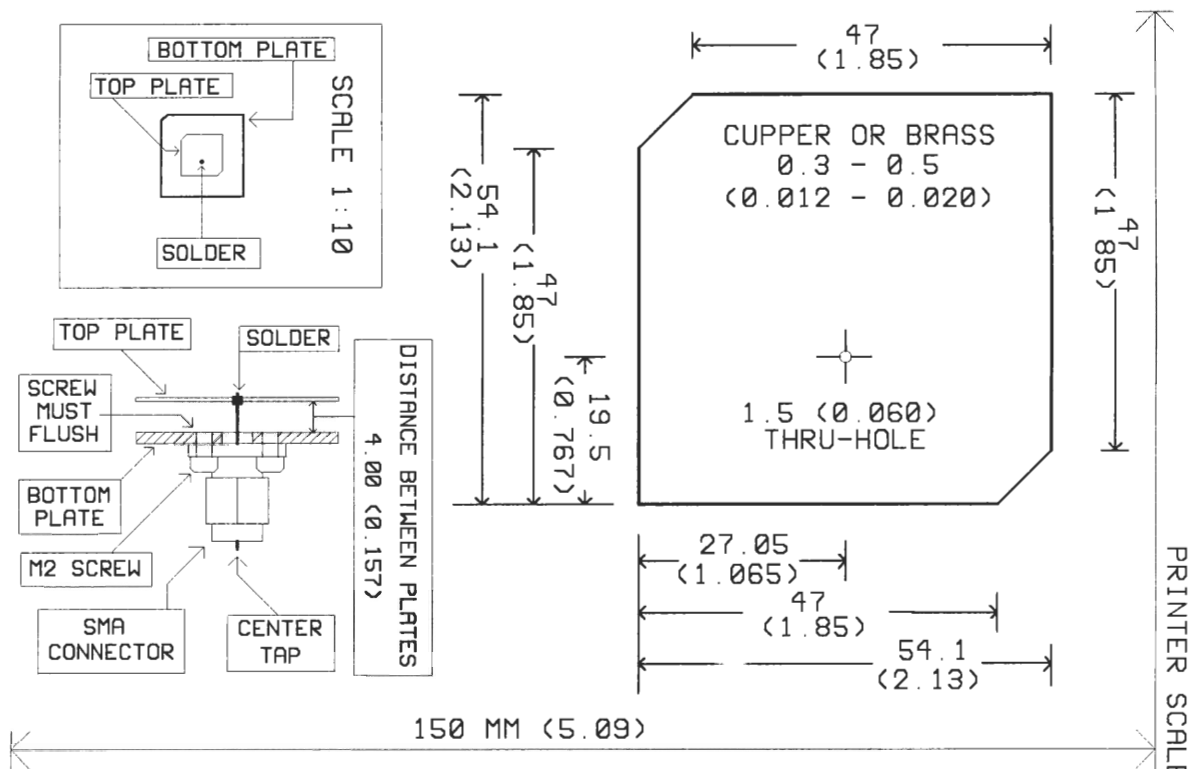 BOTTOM PLATE
TOP PLATE
SCALE 1:10
SOLDER
TOP PLATE
SOLDER
SCREW
MUST
FLUSH
BOTTOM
PLATE
M2 SCREW
SMA
CONNECTOR
CENTER
TAP
DISTANCE BETWEEN PLATES
4.00 (0.157)
47
(1.85)
54.1
(2.13)
47
(1.85)
CUPPER OR BRASS
0.3 - 0.5
(0.012 - 0.020)
47
(1 85)
19.5
(0.767)
1.5 (0.060)
THRU-HOLE
27.05
(1.065)
47
(1.85)
54.1
(2.13)
150 MM (5.09)
PRINTER SCALE